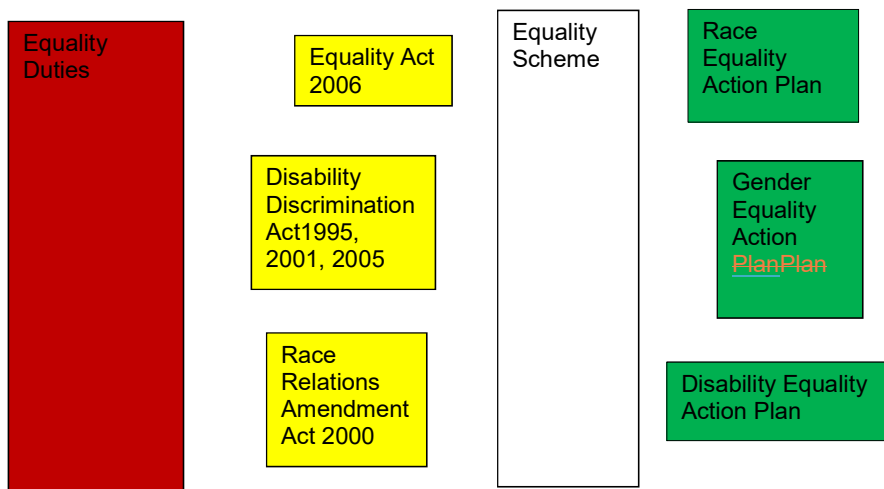 Equality
Duties
Equality Act
2006
Disability
Discrimination
Act1995,
2001, 2005
Race
Relations
Amendment
Act 2000
Equality
Scheme
Race
Equality
Action Plan
Gender
Equality
Action
PlanPlan
Disability Equality
Action Plan